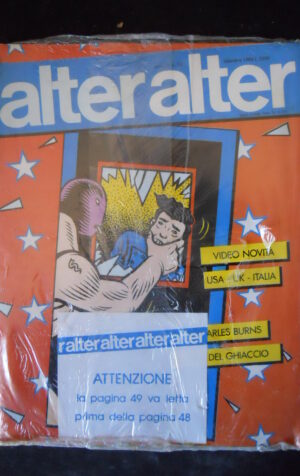 alteralter
VIDEO NOVITÀ
USA - UK - ITALIA
ARLES BURNS
DEL GHIACCIO
ralteralteralteralter
ATTENZIONE
la pagina 49 va letta
prima della pagina 48